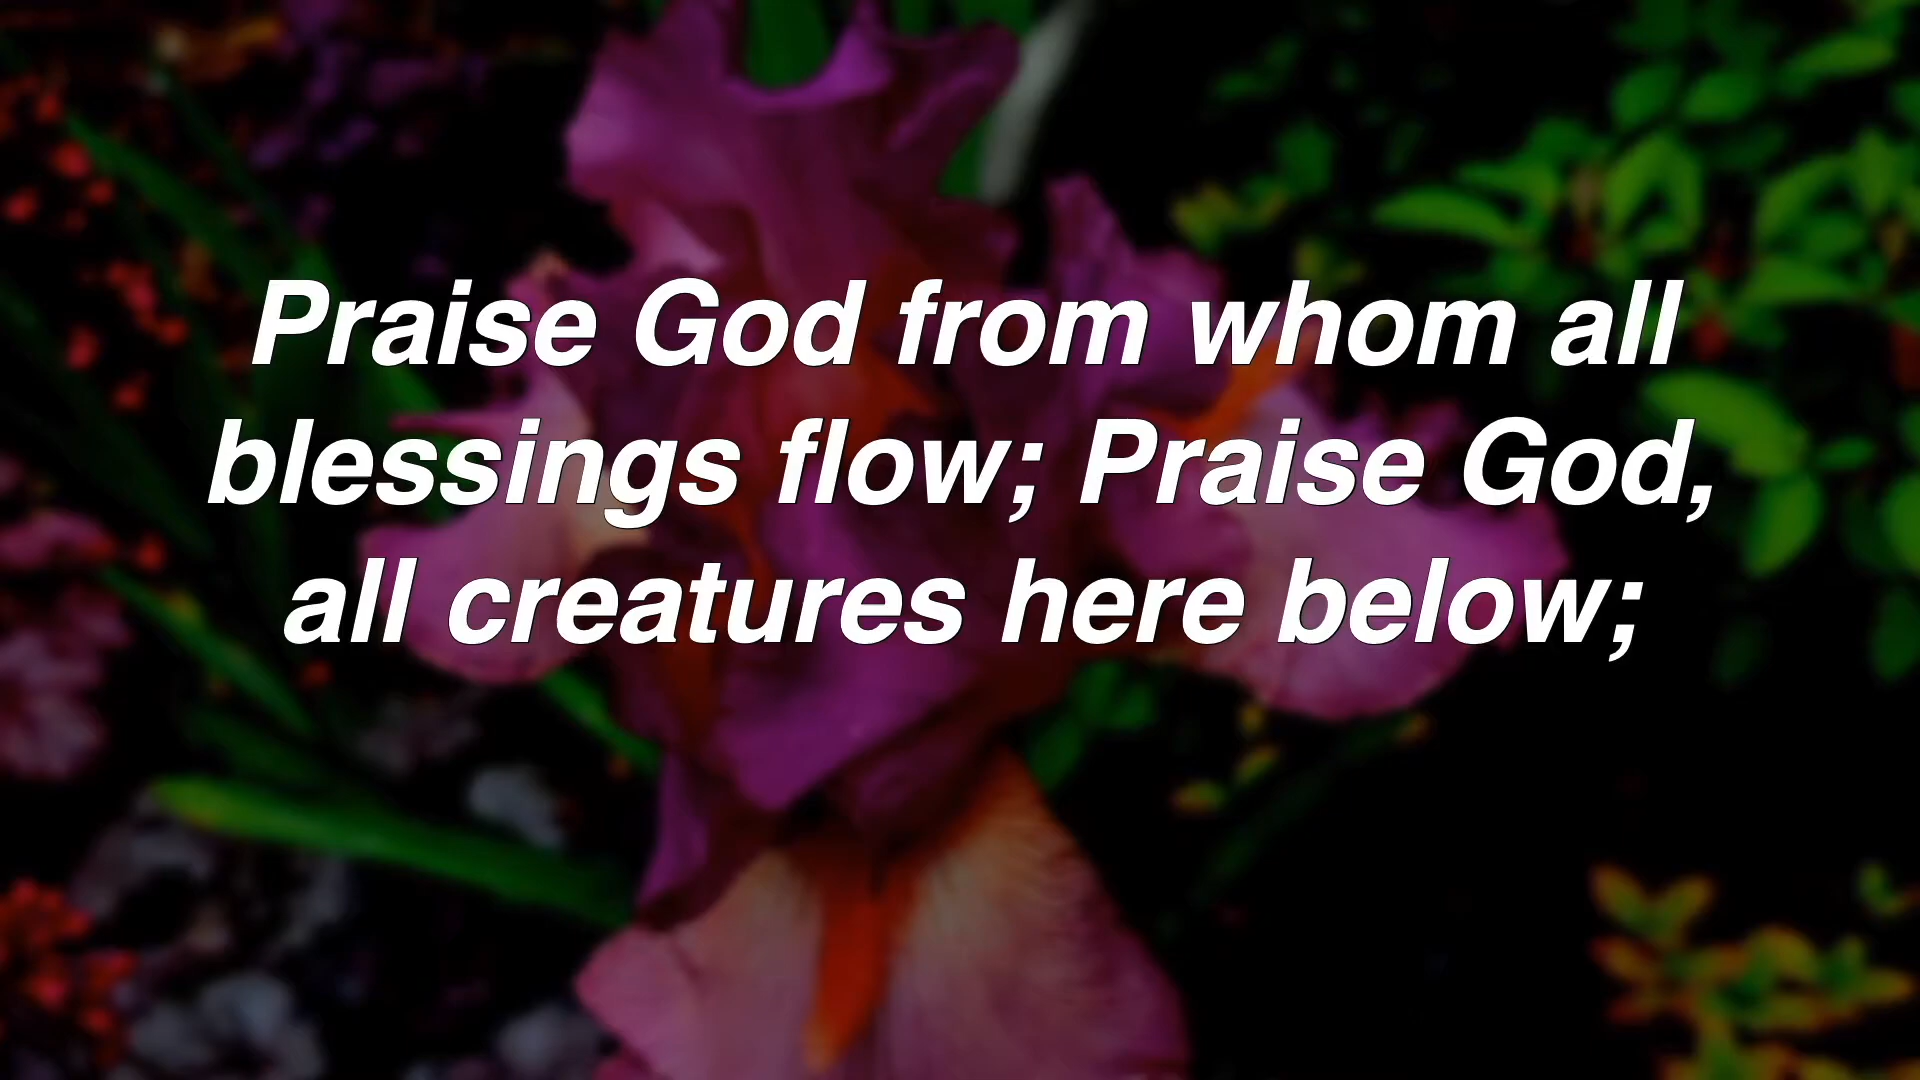 Praise God from whom all
blessings flow; Praise God,
all creatures here below;